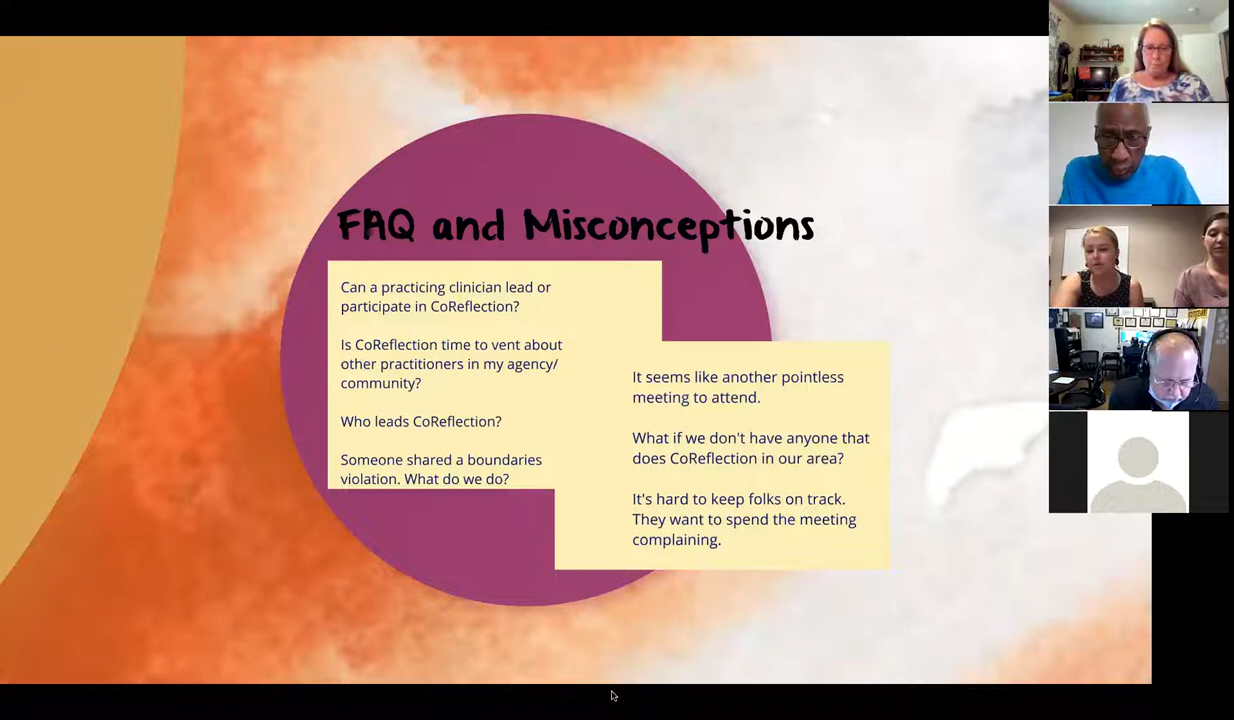 FAQ and Misconceptions
Can a practicing clinician lead or
participate in CoReflection?
Is CoReflection time to vent about
other practitioners in my agency/
community?
Who leads CoReflection?
Someone shared a boundaries
violation. What do we do?
It seems like another pointless
meeting to attend.
What if we don't have anyone that
does CoReflection in our area?
It's hard to keep folks on track.
They want to spend the meeting
complaining.